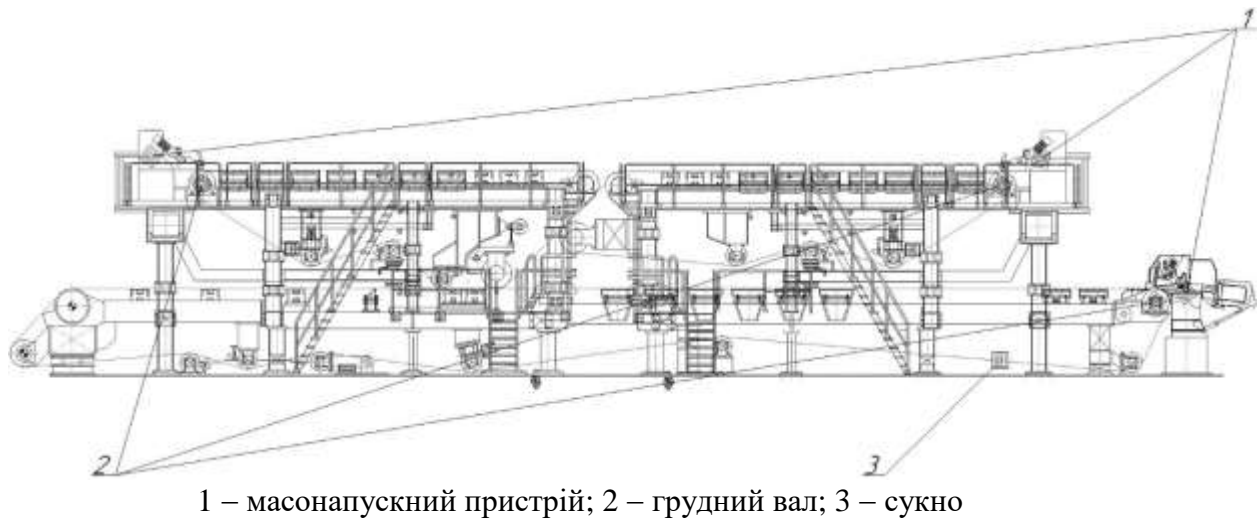 1
2
3
1 – масонапускний пристрій; 2 – грудний вал; 3 – сукно